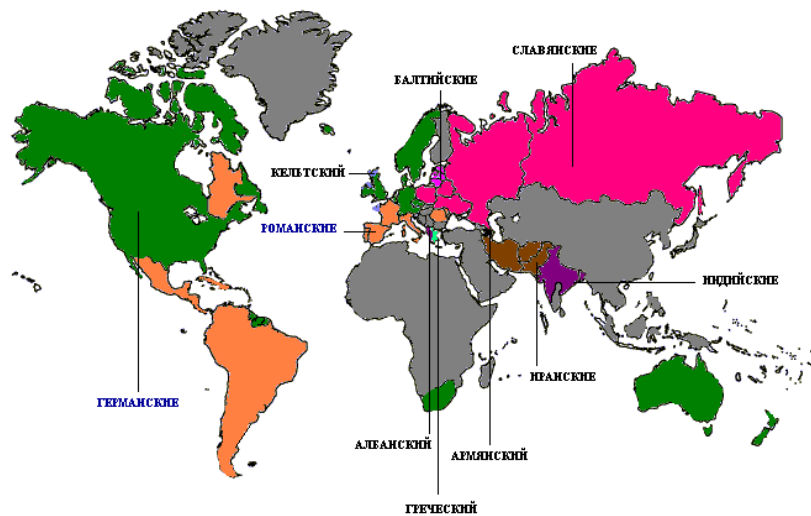 СЛАВЯНСКИЕ
БАЛТИЙСКИЕ
КЕЛЬТСКИЙ
РОМАНСКИЕ
ИНДИЙСКИЕ
ИРАНСКИЕ
ГЕРМАНСКИЕ
АЛБАНСКИЙ
АРМЯНСКИЙ
ГРЕЧЕСКИЙ